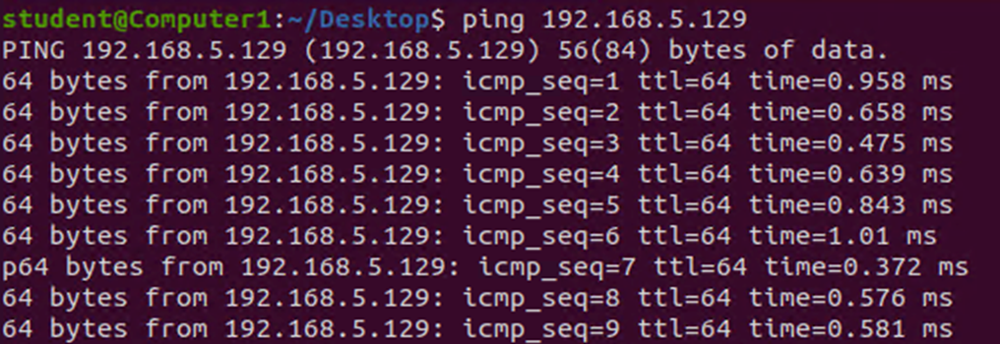 student@Computer1:~/Desktop$ ping 192.168.5.129
PING 192.168.5.129 (192.168.5.129) 56(84) bytes of data.
64 bytes from 192.168.5.129: icmp_seq=1 ttl=64 time=0.958 ms
64 bytes from 192.168.5.129: icmp_seq=2 ttl=64 time=0.658 ms
64 bytes from 192.168.5.129: icmp_seq=3 ttl=64 time=0.475 ms
64 bytes from 192.168.5.129: icmp_seq=4 ttl=64 time=0.639 ms
64 bytes from 192.168.5.129: icmp_seq=5 ttl=64 time=0.843 ms
64 bytes from 192.168.5.129: icmp_seq=6 ttl=64 time=1.01 ms
p64 bytes from 192.168.5.129: icmp_seq=7 ttl=64 time=0.372 ms
64 bytes from 192.168.5.129: icmp_seq=8 ttl=64 time=0.576 ms
64 bytes from 192.168.5.129: icmp_seq=9 ttl=64 time=0.581 ms